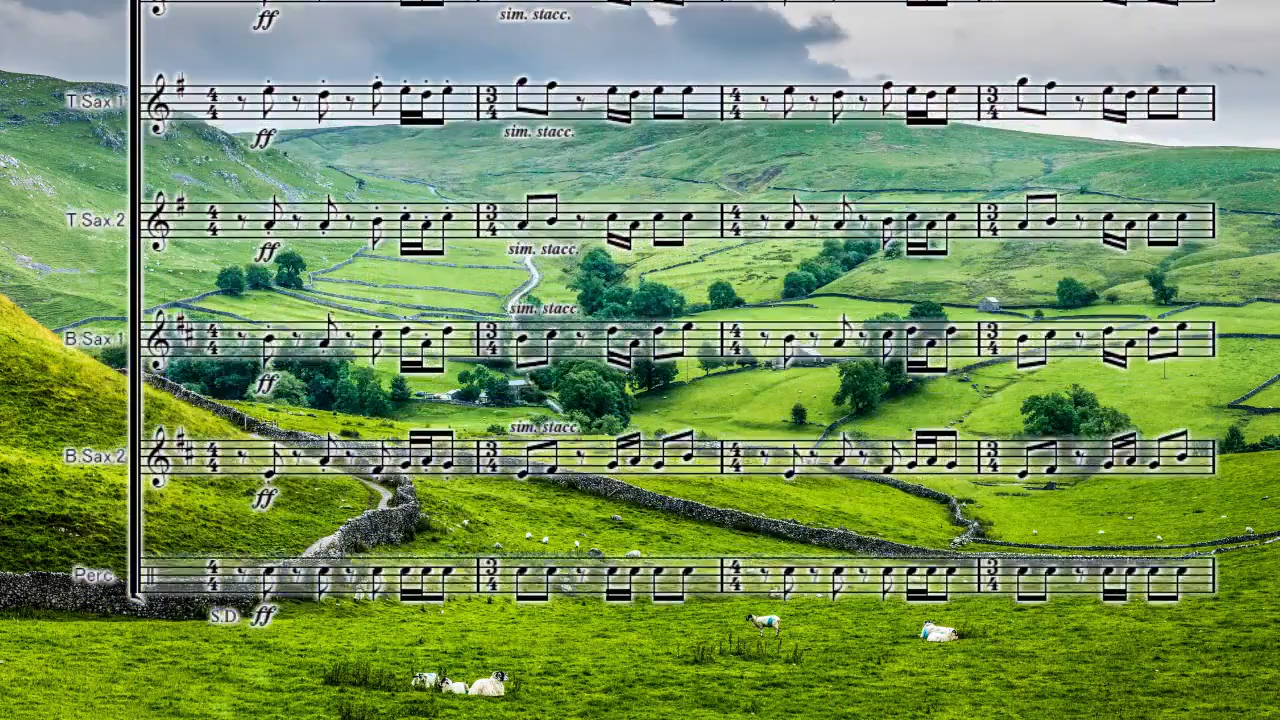 ff sim. stacc.
T.Sax.1
ff sim. stacc.
T.Sax.2
ff sim. stacc.
sim. stacc.
B.Sax.1
ff
sim. stacc.
B.Sax.2
ff
Perc.
S.D. ff